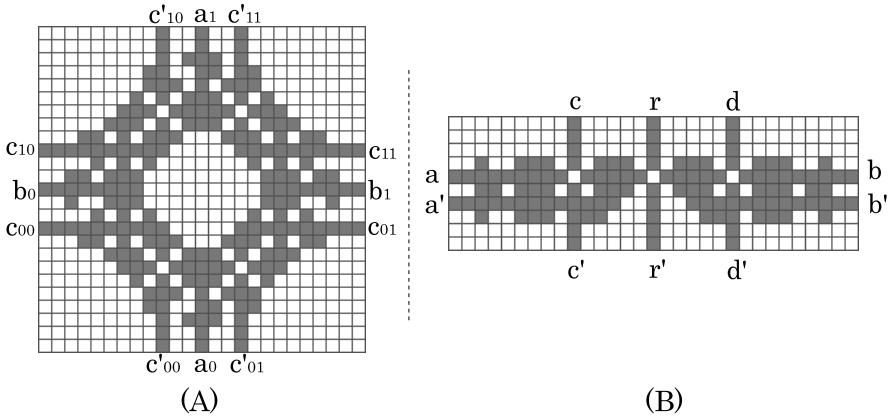 c'10 a1 c'11
c10 c11
b0 b1
c00 c01
c'00 a0 c'01
(A)
c r d
a b
a' b'
c' r' d'
(B)